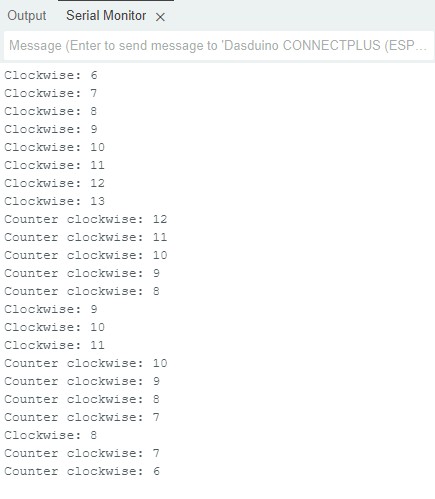 Output Serial Monitor ×
Message (Enter to send message to 'Dasduino CONNECTPLUS (ESP...
Clockwise: 6
Clockwise: 7
Clockwise: 8
Clockwise: 9
Clockwise: 10
Clockwise: 11
Clockwise: 12
Clockwise: 13
Counter clockwise: 12
Counter clockwise: 11
Counter clockwise: 10
Counter clockwise: 9
Counter clockwise: 8
Clockwise: 9
Clockwise: 10
Clockwise: 11
Counter clockwise: 10
Counter clockwise: 9
Counter clockwise: 8
Counter clockwise: 7
Clockwise: 8
Counter clockwise: 7
Counter clockwise: 6